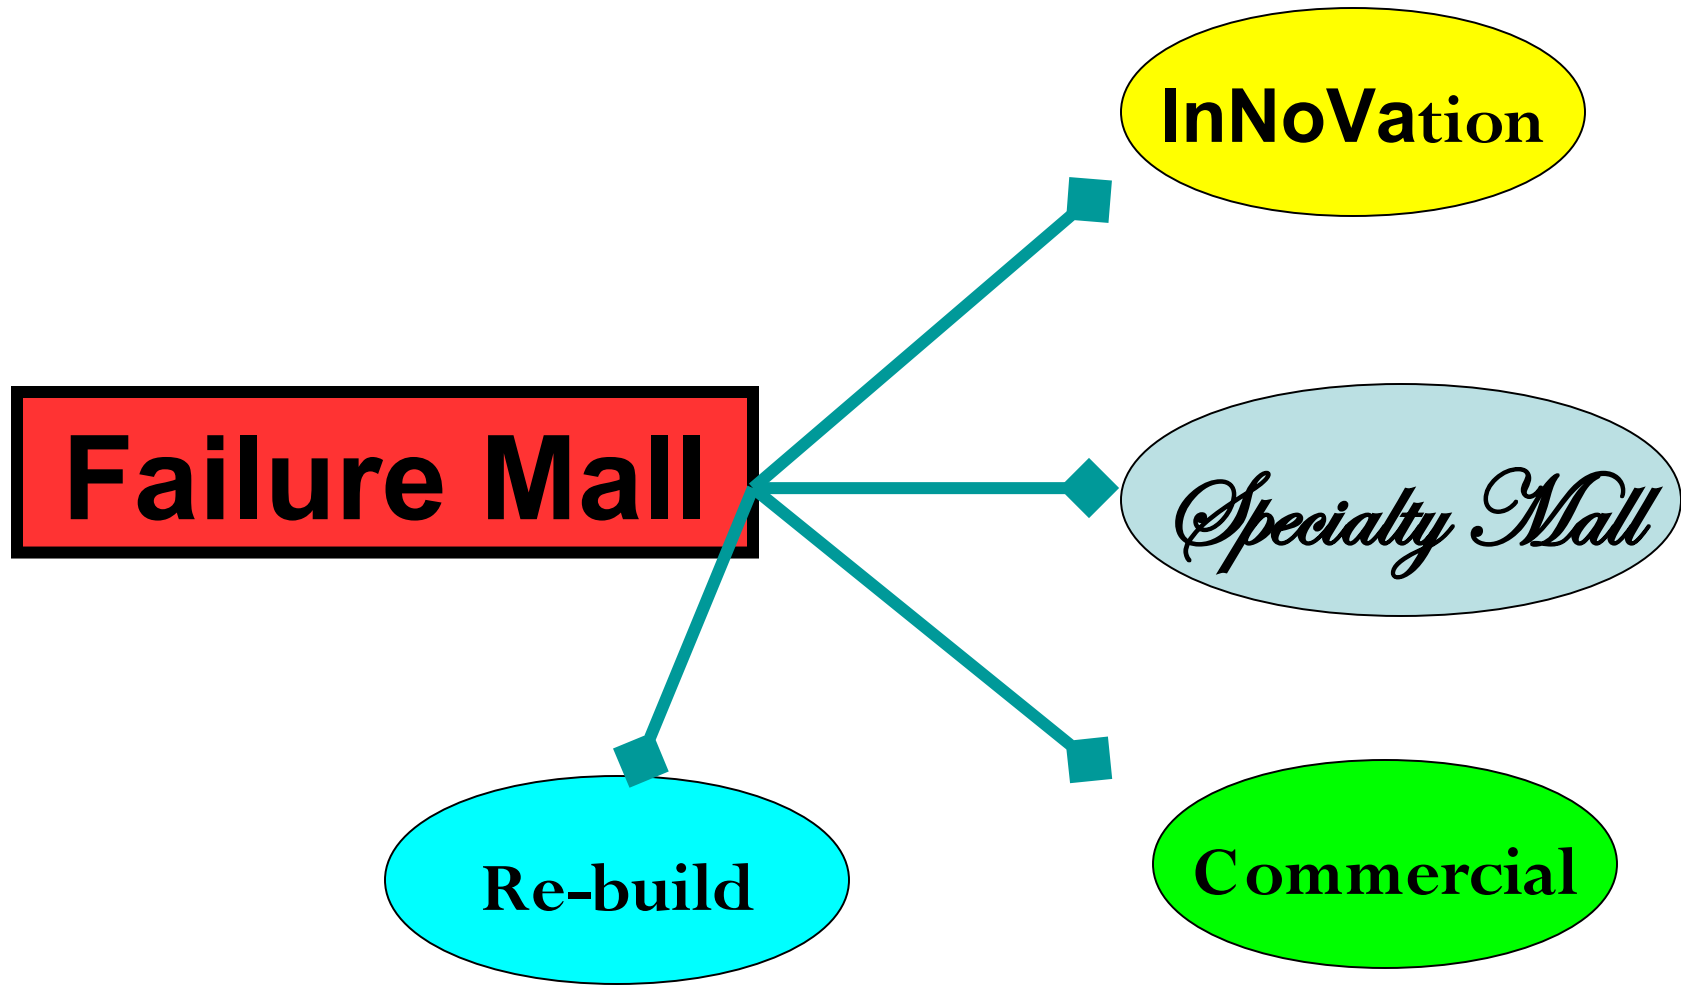 InNoVation
Failure Mall
Specialty Mall
Re-build
Commercial